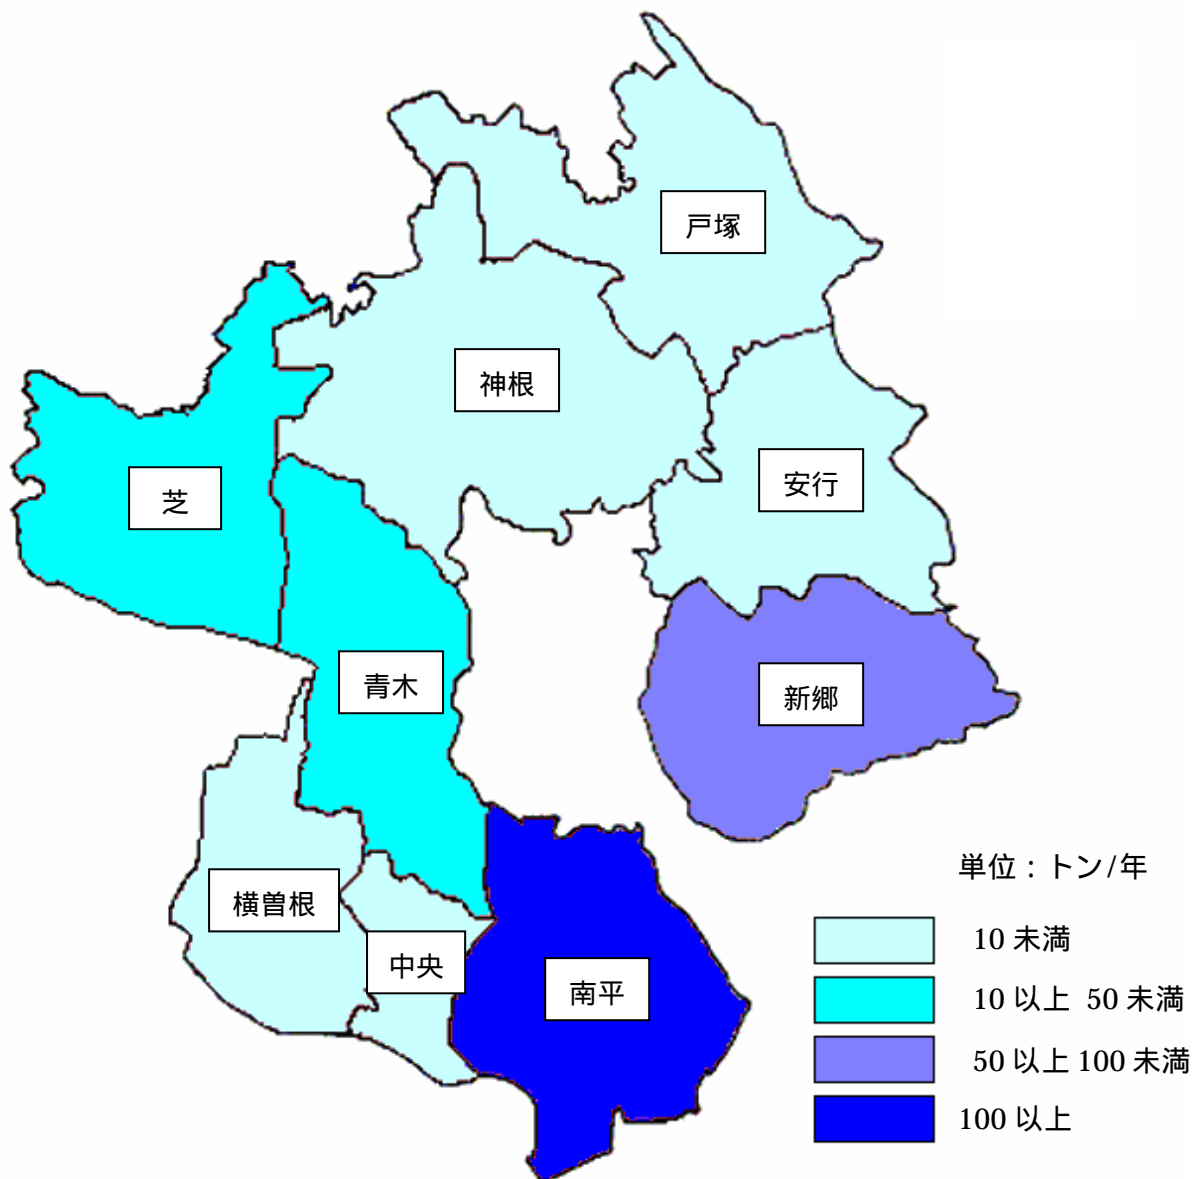 戸塚
神根
安行
芝
青木
新郷
横曽根
中央
南平
単位：トン/年
10 未満
10 以上 50 未満
50 以上 100 未満
100 以上